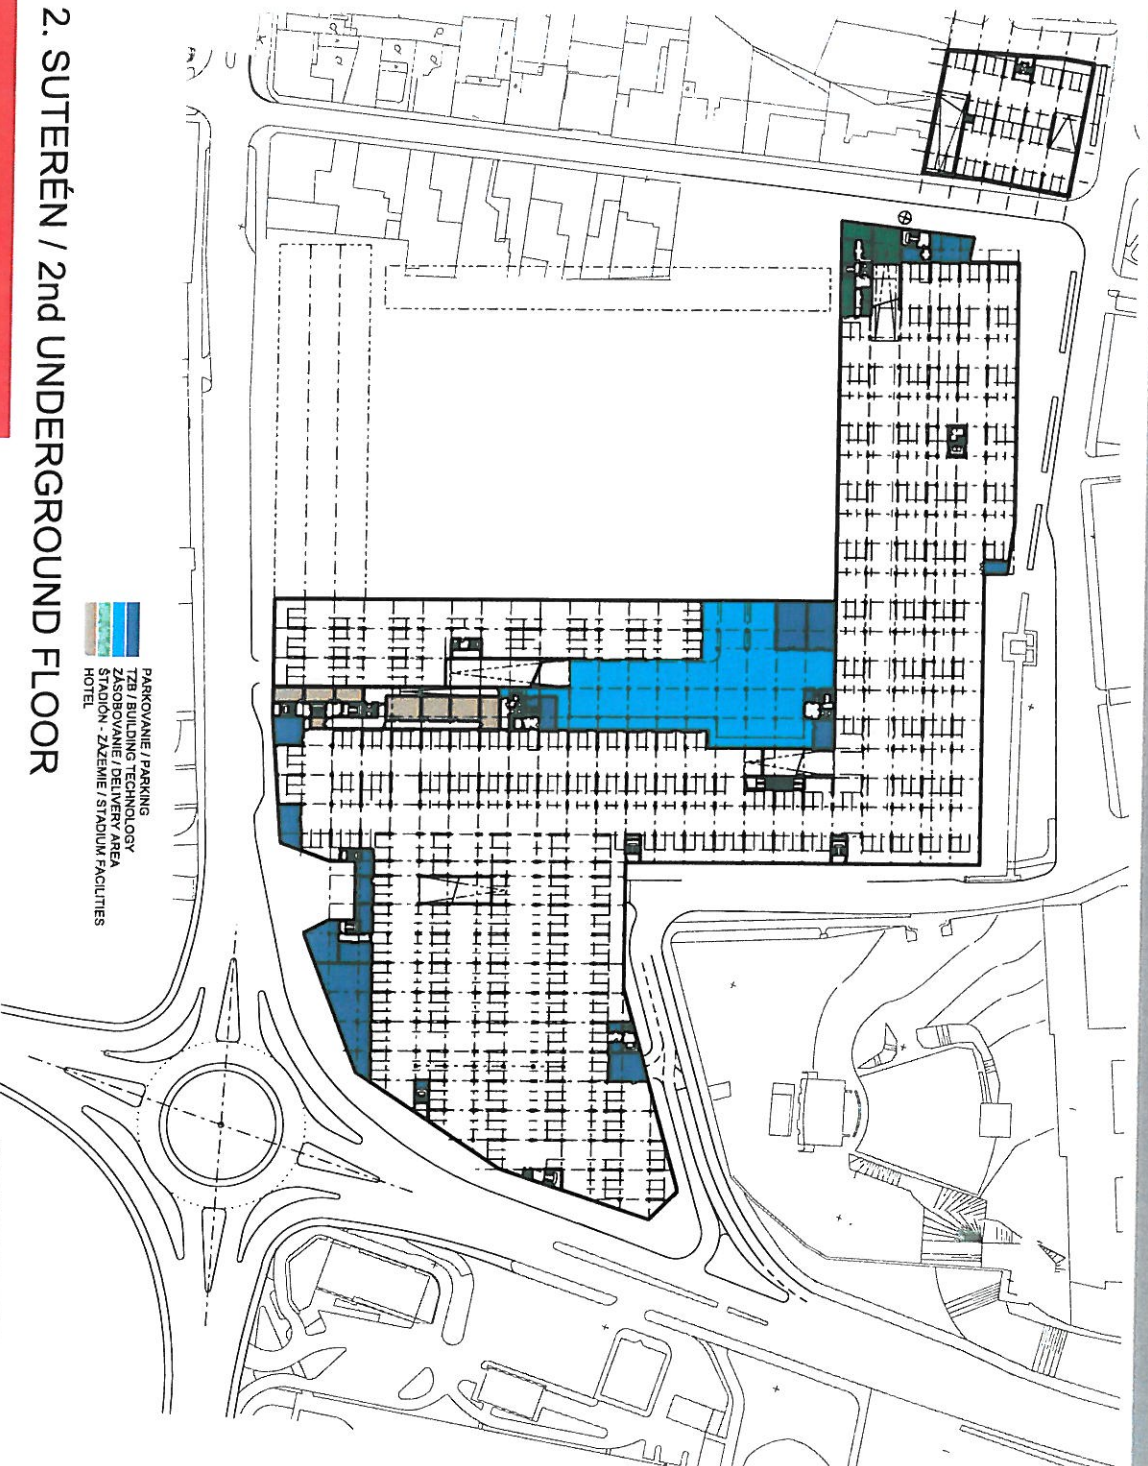 2. SUTERÉN / 2nd UNDERGROUND FLOOR
PARKOVANIE / PARKING
TZB / BUILDING TECHNOLOGY
ZÁSOBOVANIE / DELIVERY AREA
ŠTADIÓN - ZÁZEMIE / STADIUM FACILITIES
HOTEL